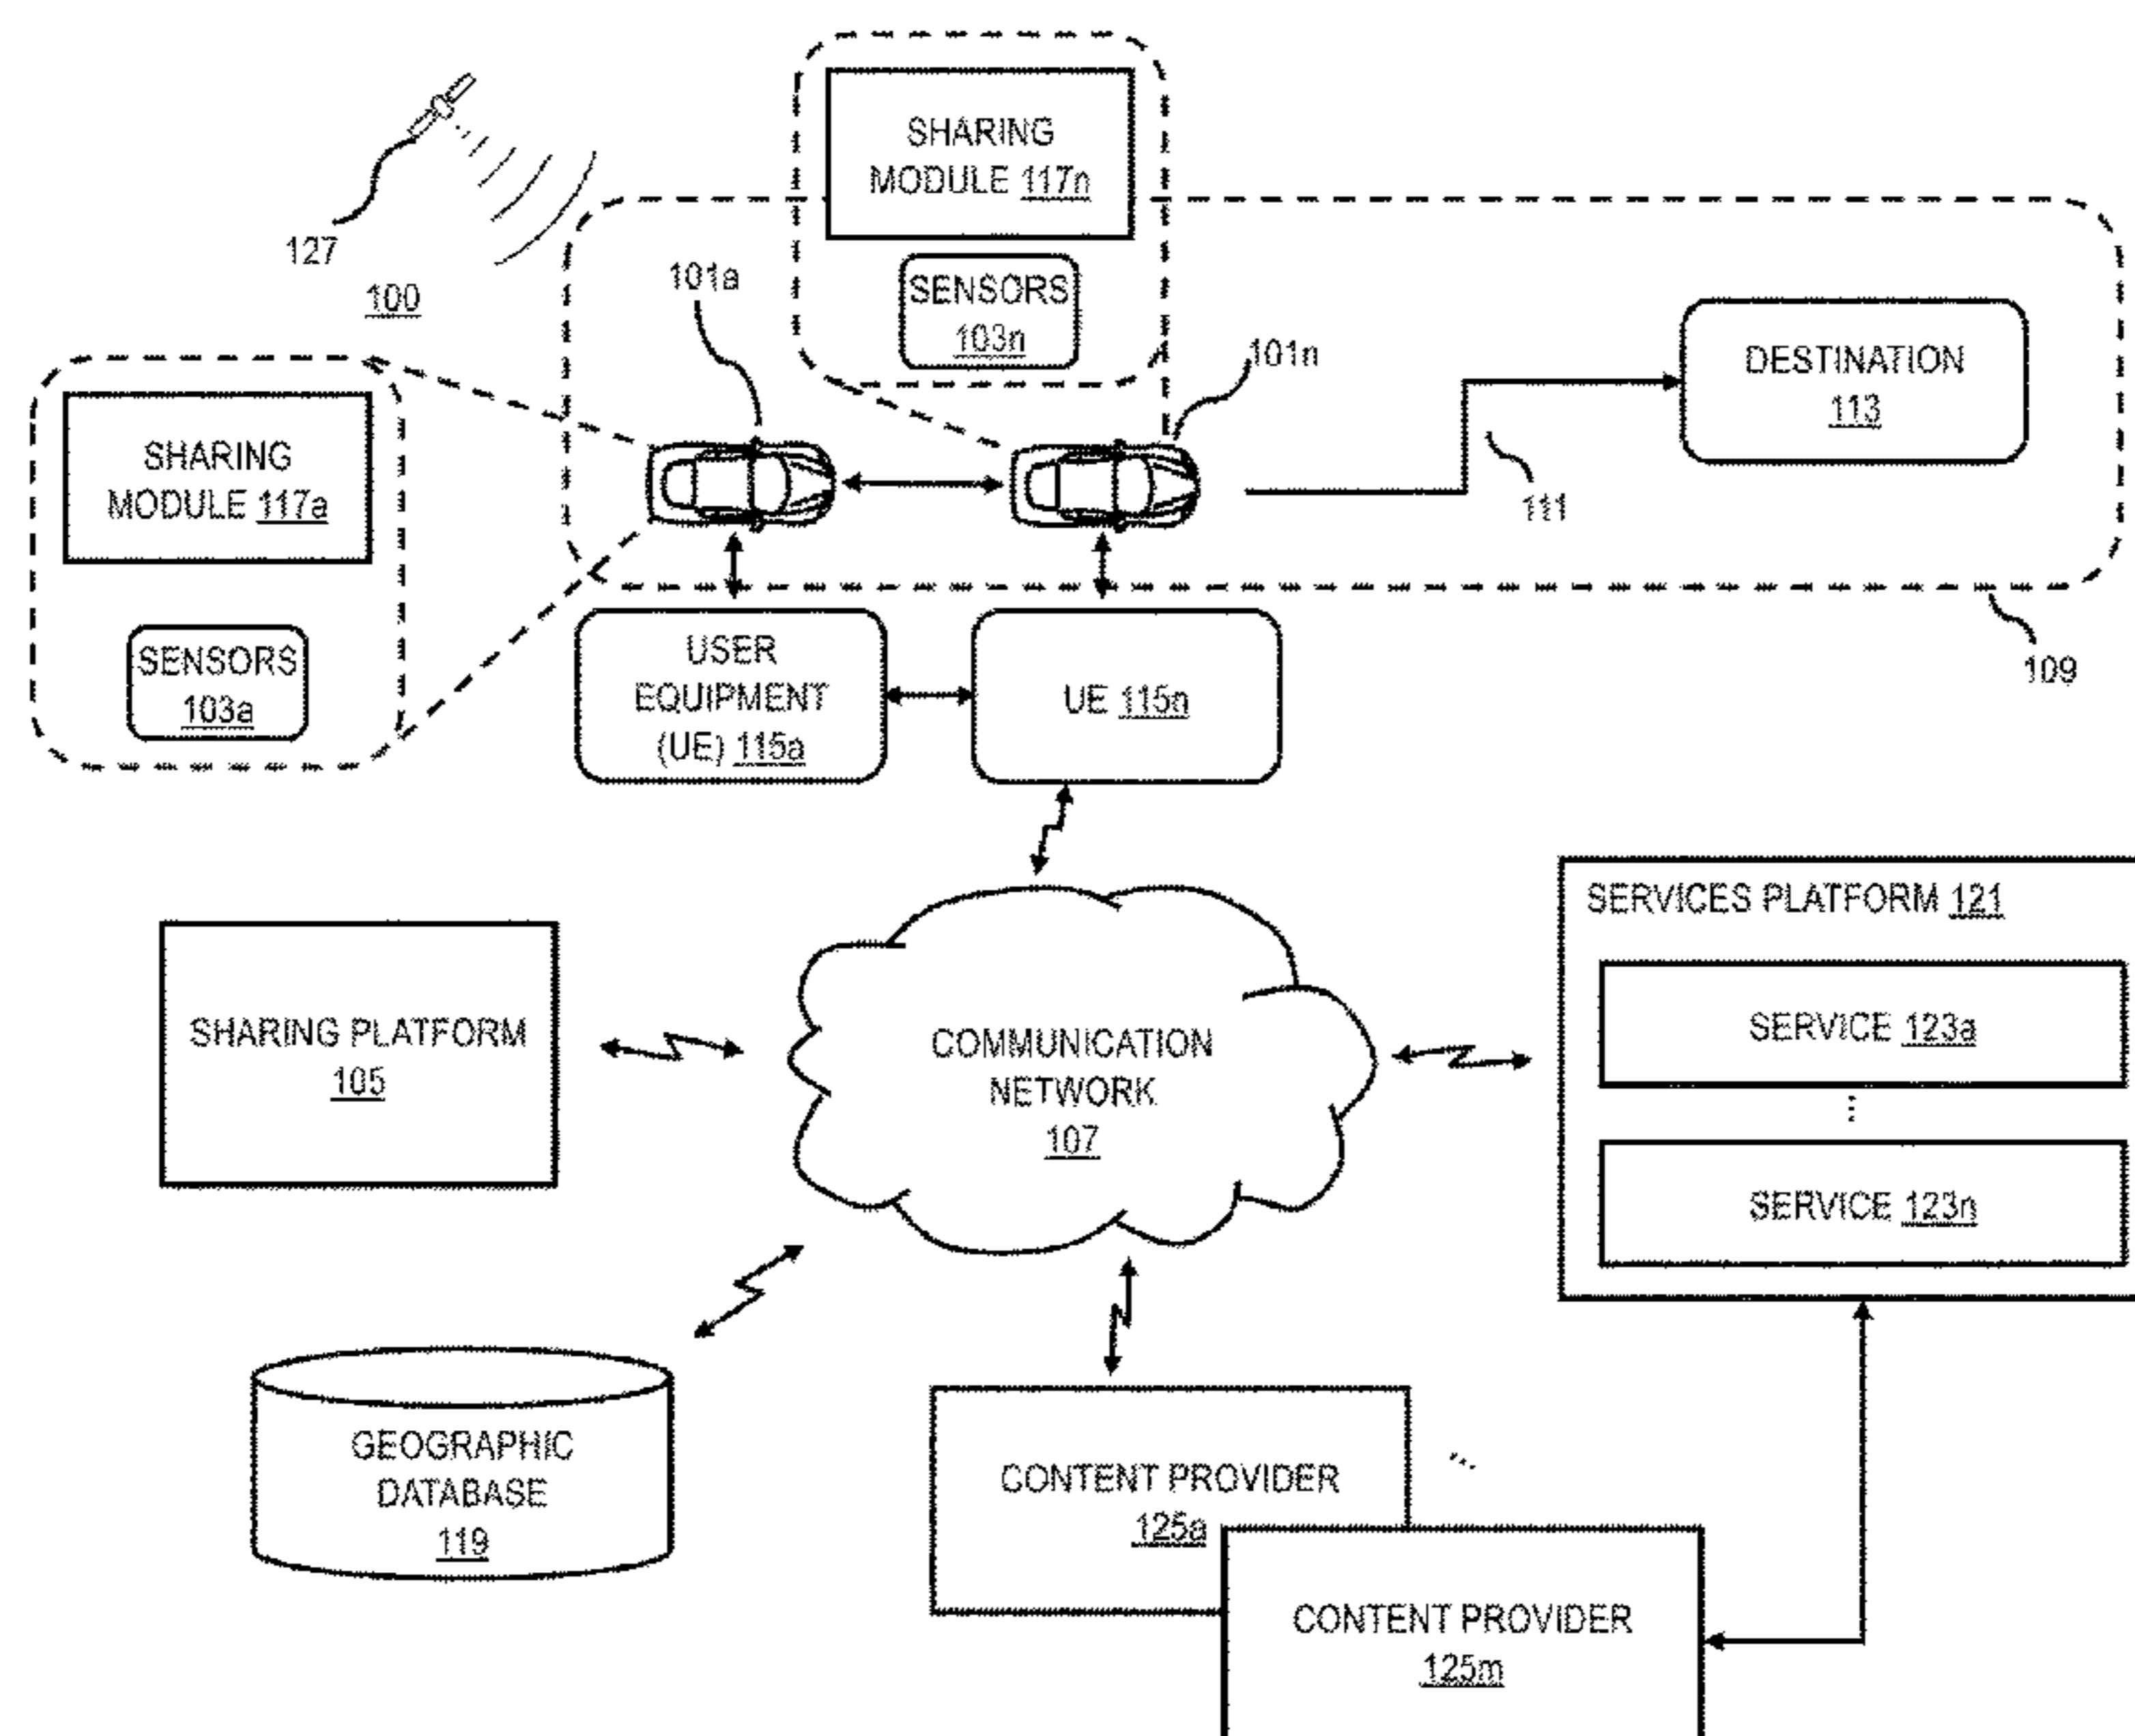 SHARING
MODULE 117n
SENSORS
103n
127
100
101a
101n
DESTINATION
113
111
SHARING
MODULE 117a
SENSORS
103a
109
USER
EQUIPMENT
(UE) 115a
UE 115n
SERVICES PLATFORM 121
SERVICE 123a
...
SERVICE 123n
SHARING PLATFORM
105
COMMUNICATION
NETWORK
107
GEOGRAPHIC
DATABASE
119
CONTENT PROVIDER
125a
...
CONTENT PROVIDER
125m